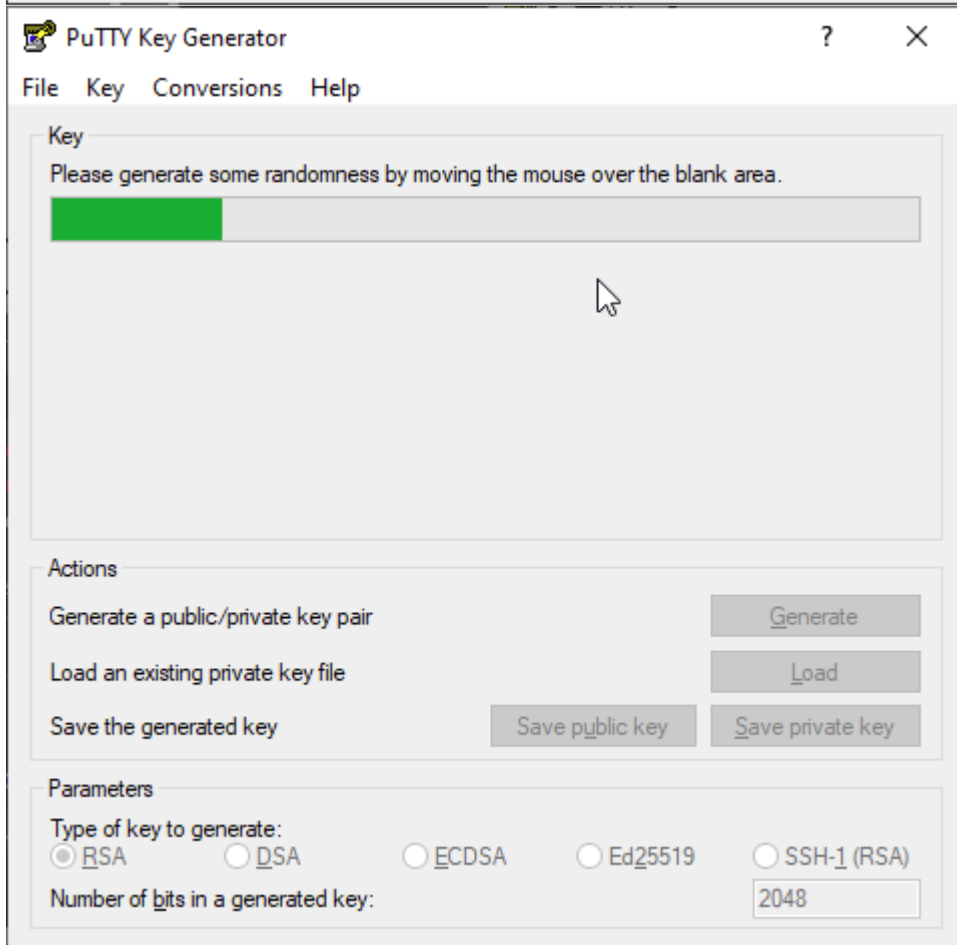 PuTTY Key Generator ?
File Key Conversions Help
Key
Please generate some randomness by moving the mouse over the blank area.
Actions
Generate a public/private key pair Generate
Load an existing private key file Load
Save the generated key Save public key Save private key
Parameters
Type of key to generate:
RSA DSA ECDSA Ed25519 SSH-1 (RSA)
Number of bits in a generated key: 2048